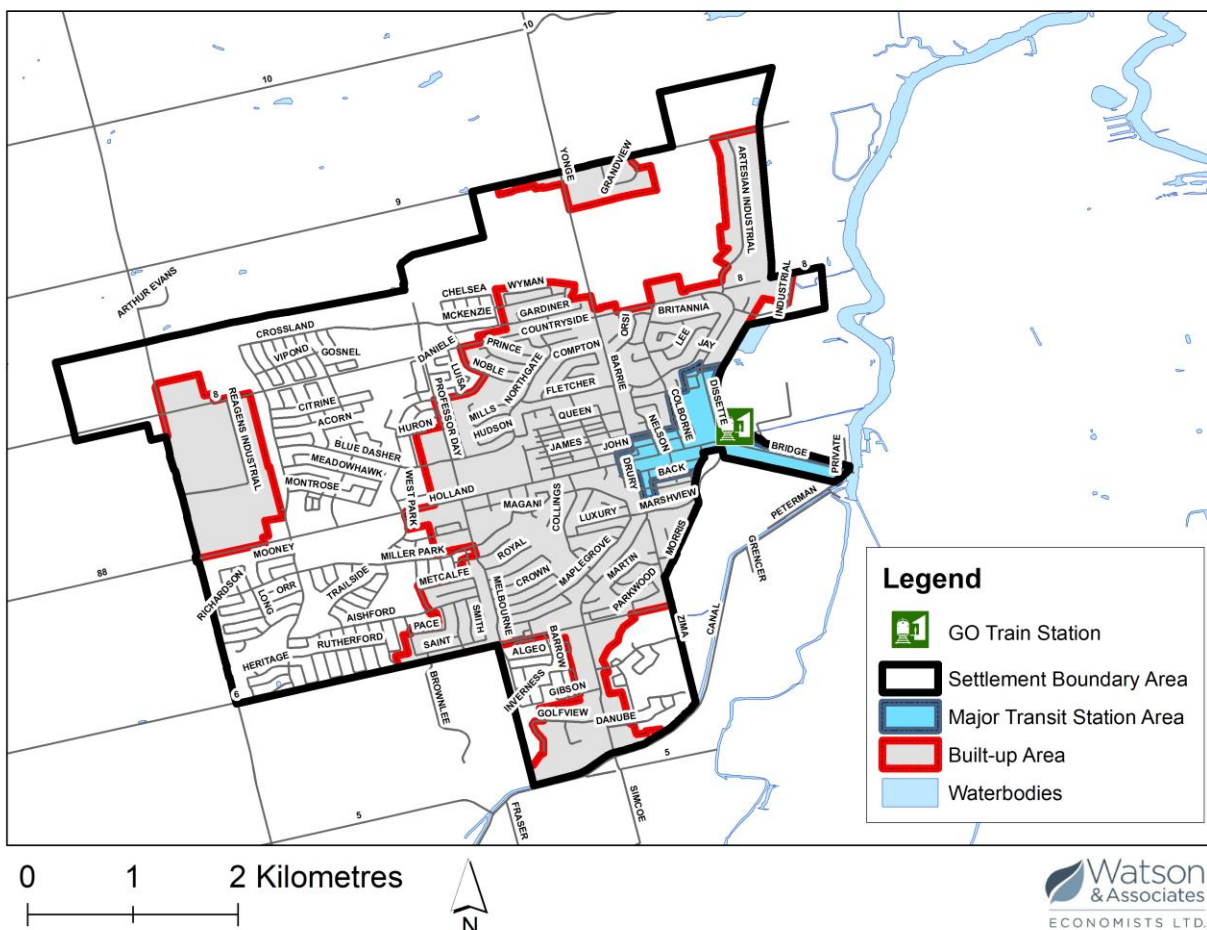 10
10
YONGE
GRANDVIEW
ARTESIAN INDUSTRIAL
9
ARTHUR EVANS
8
8
INDUSTRIAL
CHELSEA
WYMAN
MCKENZIE
GARDINER
BRITANNIA
ORSI
COUNTRYSIDE
CROSSLAND
DANIELE
PRINCE
LEE
JAY
VIPOND
GOSNEL
COMPTON
BARRIE
NOBLE
LUISA
NORTHGATE
FLETCHER
DISSETTE
8
REAGENS INDUSTRIAL
PROFESSOR DAY
CITRINE
MILLS
COLBORNE
ACORN
HURON
HUDSON
QUEEN
NELSON
BLUE DASHER
JAMES
JOHN
BRIDGE
PRIVATE
MEADOWHAWK
DRURY
BACK
MONTROSE
WEST PARK
HOLLAND
MAGANI
COLLINGS
MARSHVIEW
LUXURY
PETERMAN
MOONEY
MILLER PARK
ROYAL
MORRIS
GRENCER
88
RICHARDSON
LONG
ORR
TRAILSIDE
METCALFE
CROWN
MAPLEGROVE
MARTIN
MELBOURNE
PARKWOOD
AISHFORD
PACE
SMITH
ZIMA
CANAL
RUTHERFORD
SAINT
BARROW
ALGEO
HERITAGE
INVERNESS
GIBSON
6
BROWNLEE
GOLFVIEW
DANUBE
5
5
FRASER
SIMCOE
Legend
GO Train Station
Settlement Boundary Area
Major Transit Station Area
Built-up Area
Waterbodies
0 1 2 Kilometres
N
Watson
& Associates
ECONOMISTS LTD.